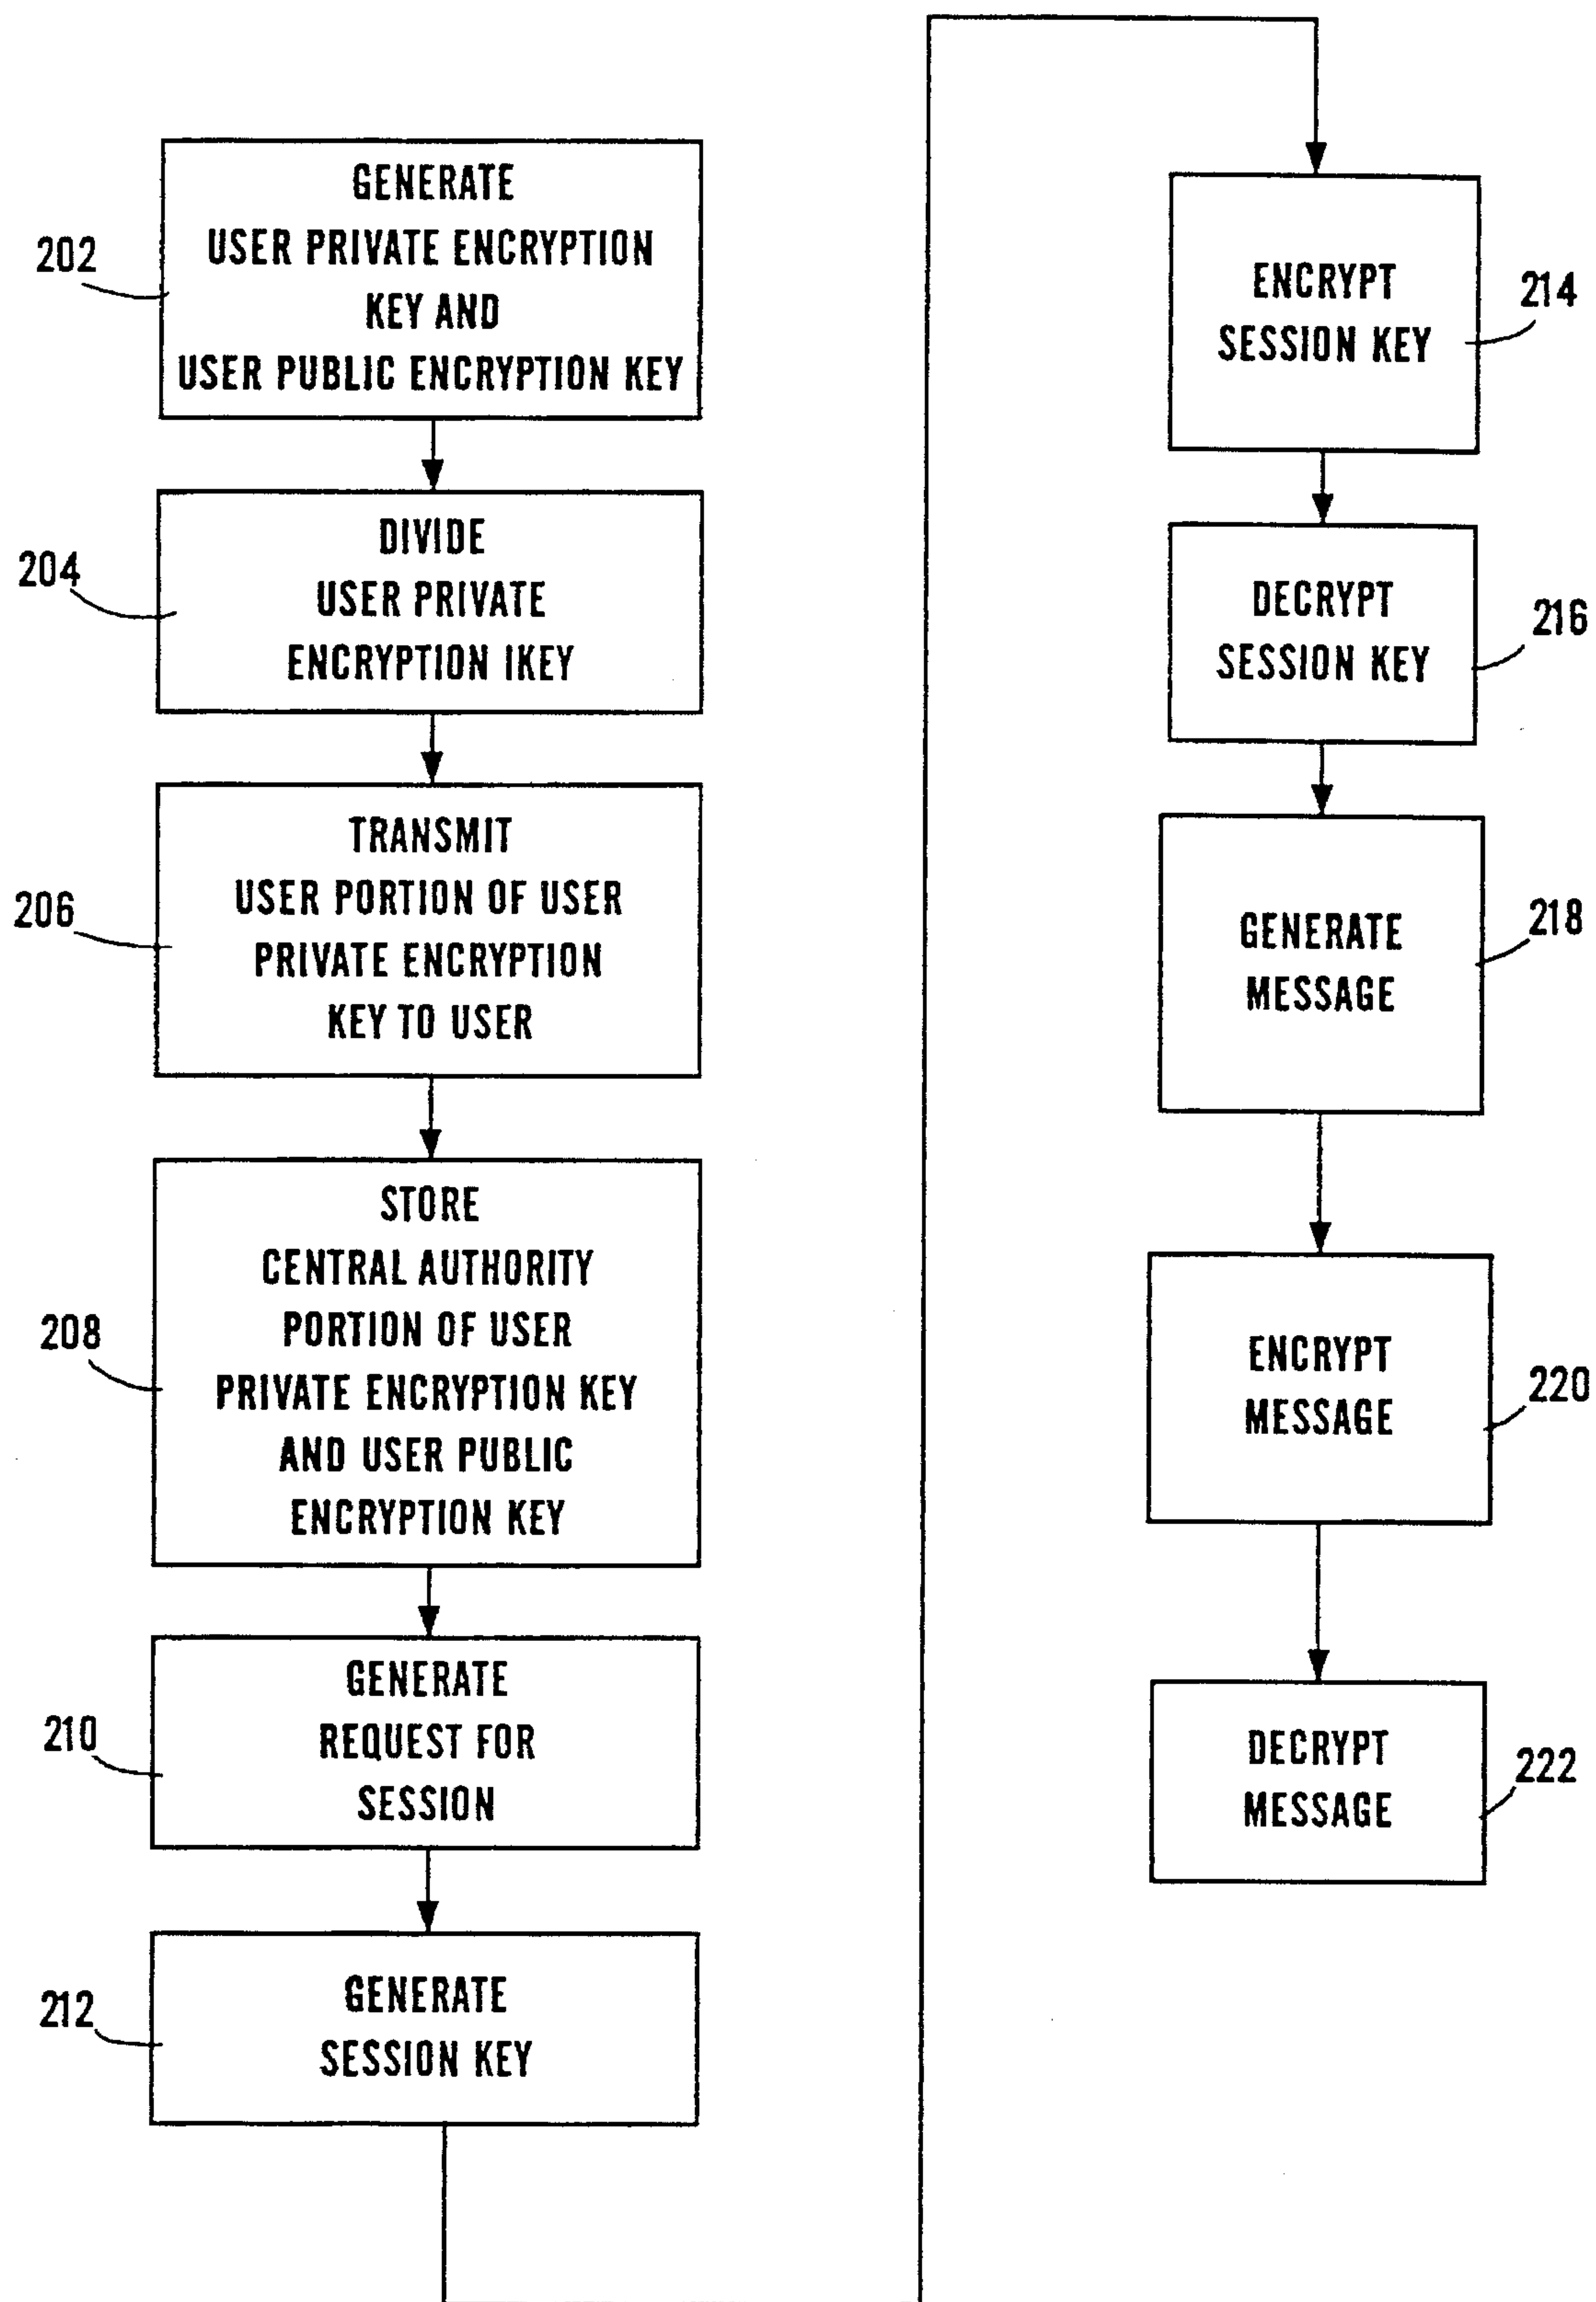 GENERATE
USER PRIVATE ENCRYPTION
KEY AND
USER PUBLIC ENCRYPTION KEY
202
DIVIDE
USER PRIVATE
ENCRYPTION IKEY
204
TRANSMIT
USER PORTION OF USER
PRIVATE ENCRYPTION
KEY TO USER
206
STORE
CENTRAL AUTHORITY
PORTION OF USER
PRIVATE ENCRYPTION KEY
AND USER PUBLIC
ENCRYPTION KEY
208
GENERATE
REQUEST FOR
SESSION
210
GENERATE
SESSION KEY
212
ENCRYPT
SESSION KEY
214
DECRYPT
SESSION KEY
216
GENERATE
MESSAGE
218
ENCRYPT
MESSAGE
220
DECRYPT
MESSAGE
222